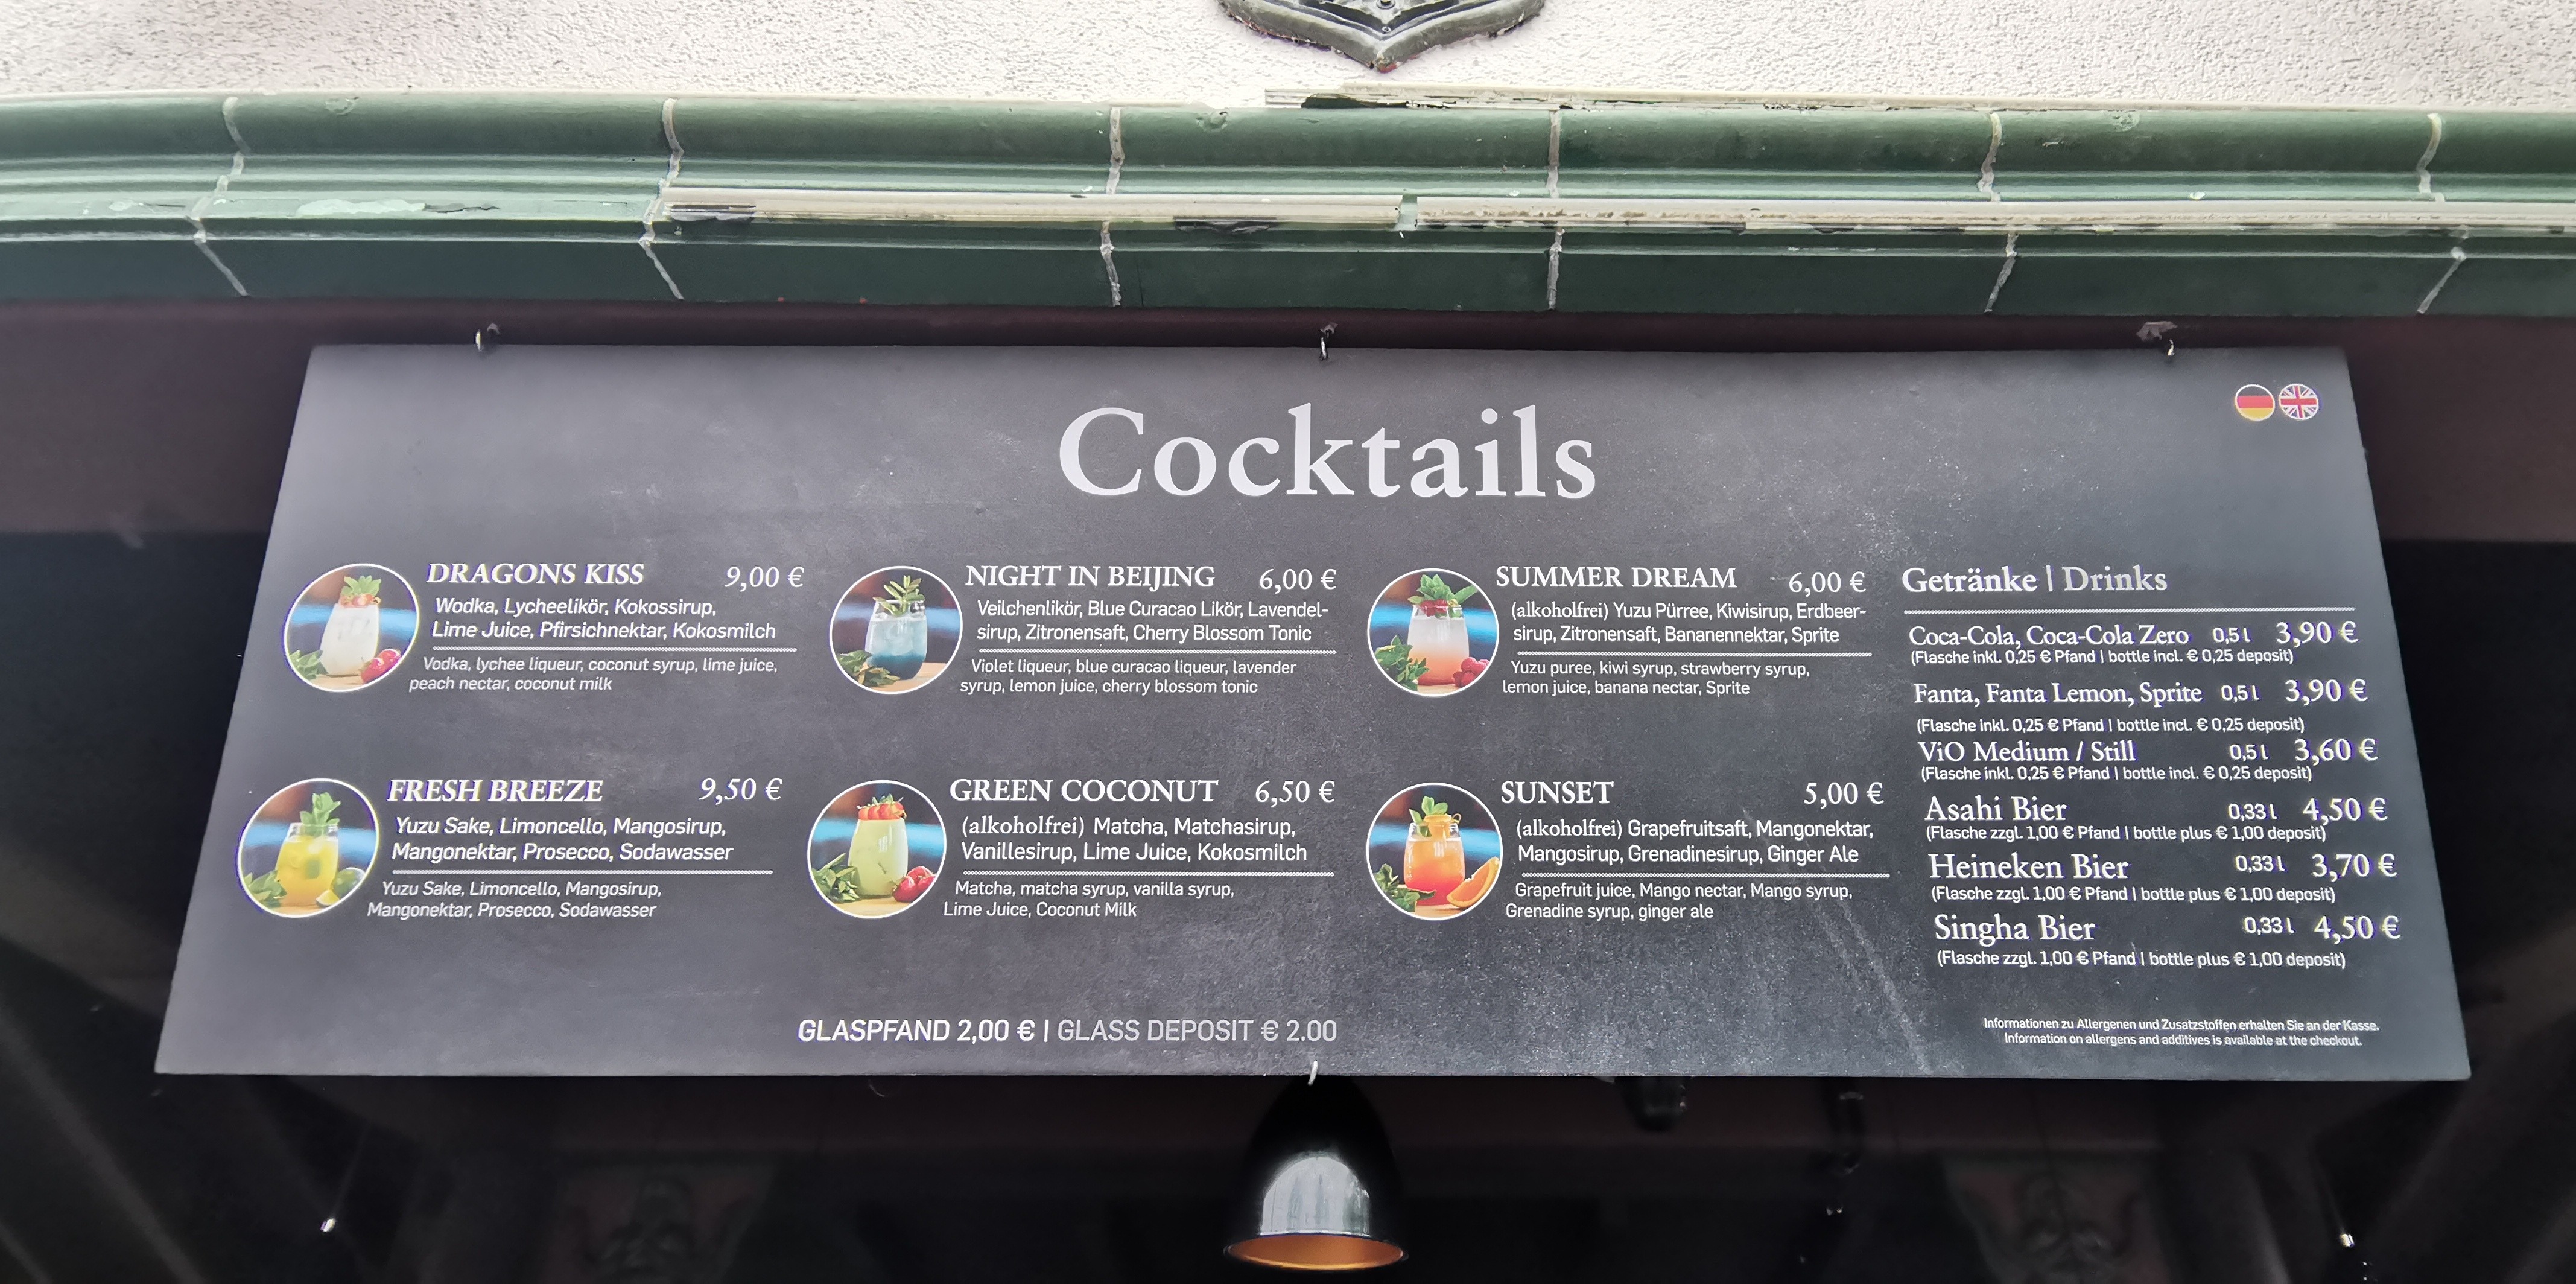 Cocktails
DRAGONS KISS 9,00 €
Wodka, Lycheelikör, Kokossirup,
Lime Juice, Pfirsichnektar, Kokosmilch
Vodka, lychee liqueur, coconut syrup, lime juice,
peach nectar, coconut milk
NIGHT IN BEIJING 6,00 €
Veilchenlikör, Blue Curacao Likör, Lavendel-
sirup, Zitronensaft, Cherry Blossom Tonic
Violet liqueur, blue curacao liqueur, lavender
syrup, lemon juice, cherry blossom tonic
SUMMER DREAM 6,00 €
(alkoholfrei) Yuzu Pürree, Kiwisirup, Erdbeer-
sirup, Zitronensaft, Bananennektar, Sprite
Yuzu puree, kiwi syrup, strawberry syrup,
lemon juice, banana nectar, Sprite
FRESH BREEZE 9,50 €
Yuzu Sake, Limoncello, Mangosirup,
Mangonektar, Prosecco, Sodawasser
Yuzu Sake, Limoncello, Mangosirup,
Mangonektar, Prosecco, Sodawasser
GREEN COCONUT 6,50 €
(alkoholfrei) Matcha, Matchasirup,
Vanillesirup, Lime Juice, Kokosmilch
Matcha, matcha syrup, vanilla syrup,
Lime Juice, Coconut Milk
SUNSET 5,00 €
(alkoholfrei) Grapefruitsaft, Mangonektar,
Mangosirup, Grenadinesirup, Ginger Ale
Grapefruit juice, Mango nectar, Mango syrup,
Grenadine syrup, ginger ale
Getränke | Drinks
Coca-Cola, Coca-Cola Zero 0,5 l 3,90 €
(Flasche inkl. 0,25 € Pfand | bottle incl. € 0,25 deposit)
Fanta, Fanta Lemon, Sprite 0,5 l 3,90 €
(Flasche inkl. 0,25 € Pfand | bottle incl. € 0,25 deposit)
ViO Medium / Still 0,5 l 3,60 €
(Flasche inkl. 0,25 € Pfand | bottle incl. € 0,25 deposit)
Asahi Bier 0,33 l 4,50 €
(Flasche zzgl. 1,00 € Pfand | bottle plus € 1,00 deposit)
Heineken Bier 0,33 l 3,70 €
(Flasche zzgl. 1,00 € Pfand | bottle plus € 1,00 deposit)
Singha Bier 0,33 l 4,50 €
(Flasche zzgl. 1,00 € Pfand | bottle plus € 1,00 deposit)
GLASPFAND 2,00 € | GLASS DEPOSIT € 2.00
Informationen zu Allergenen und Zusatzstoffen erhalten Sie an der Kasse.
Information on allergens and additives is available at the checkout.